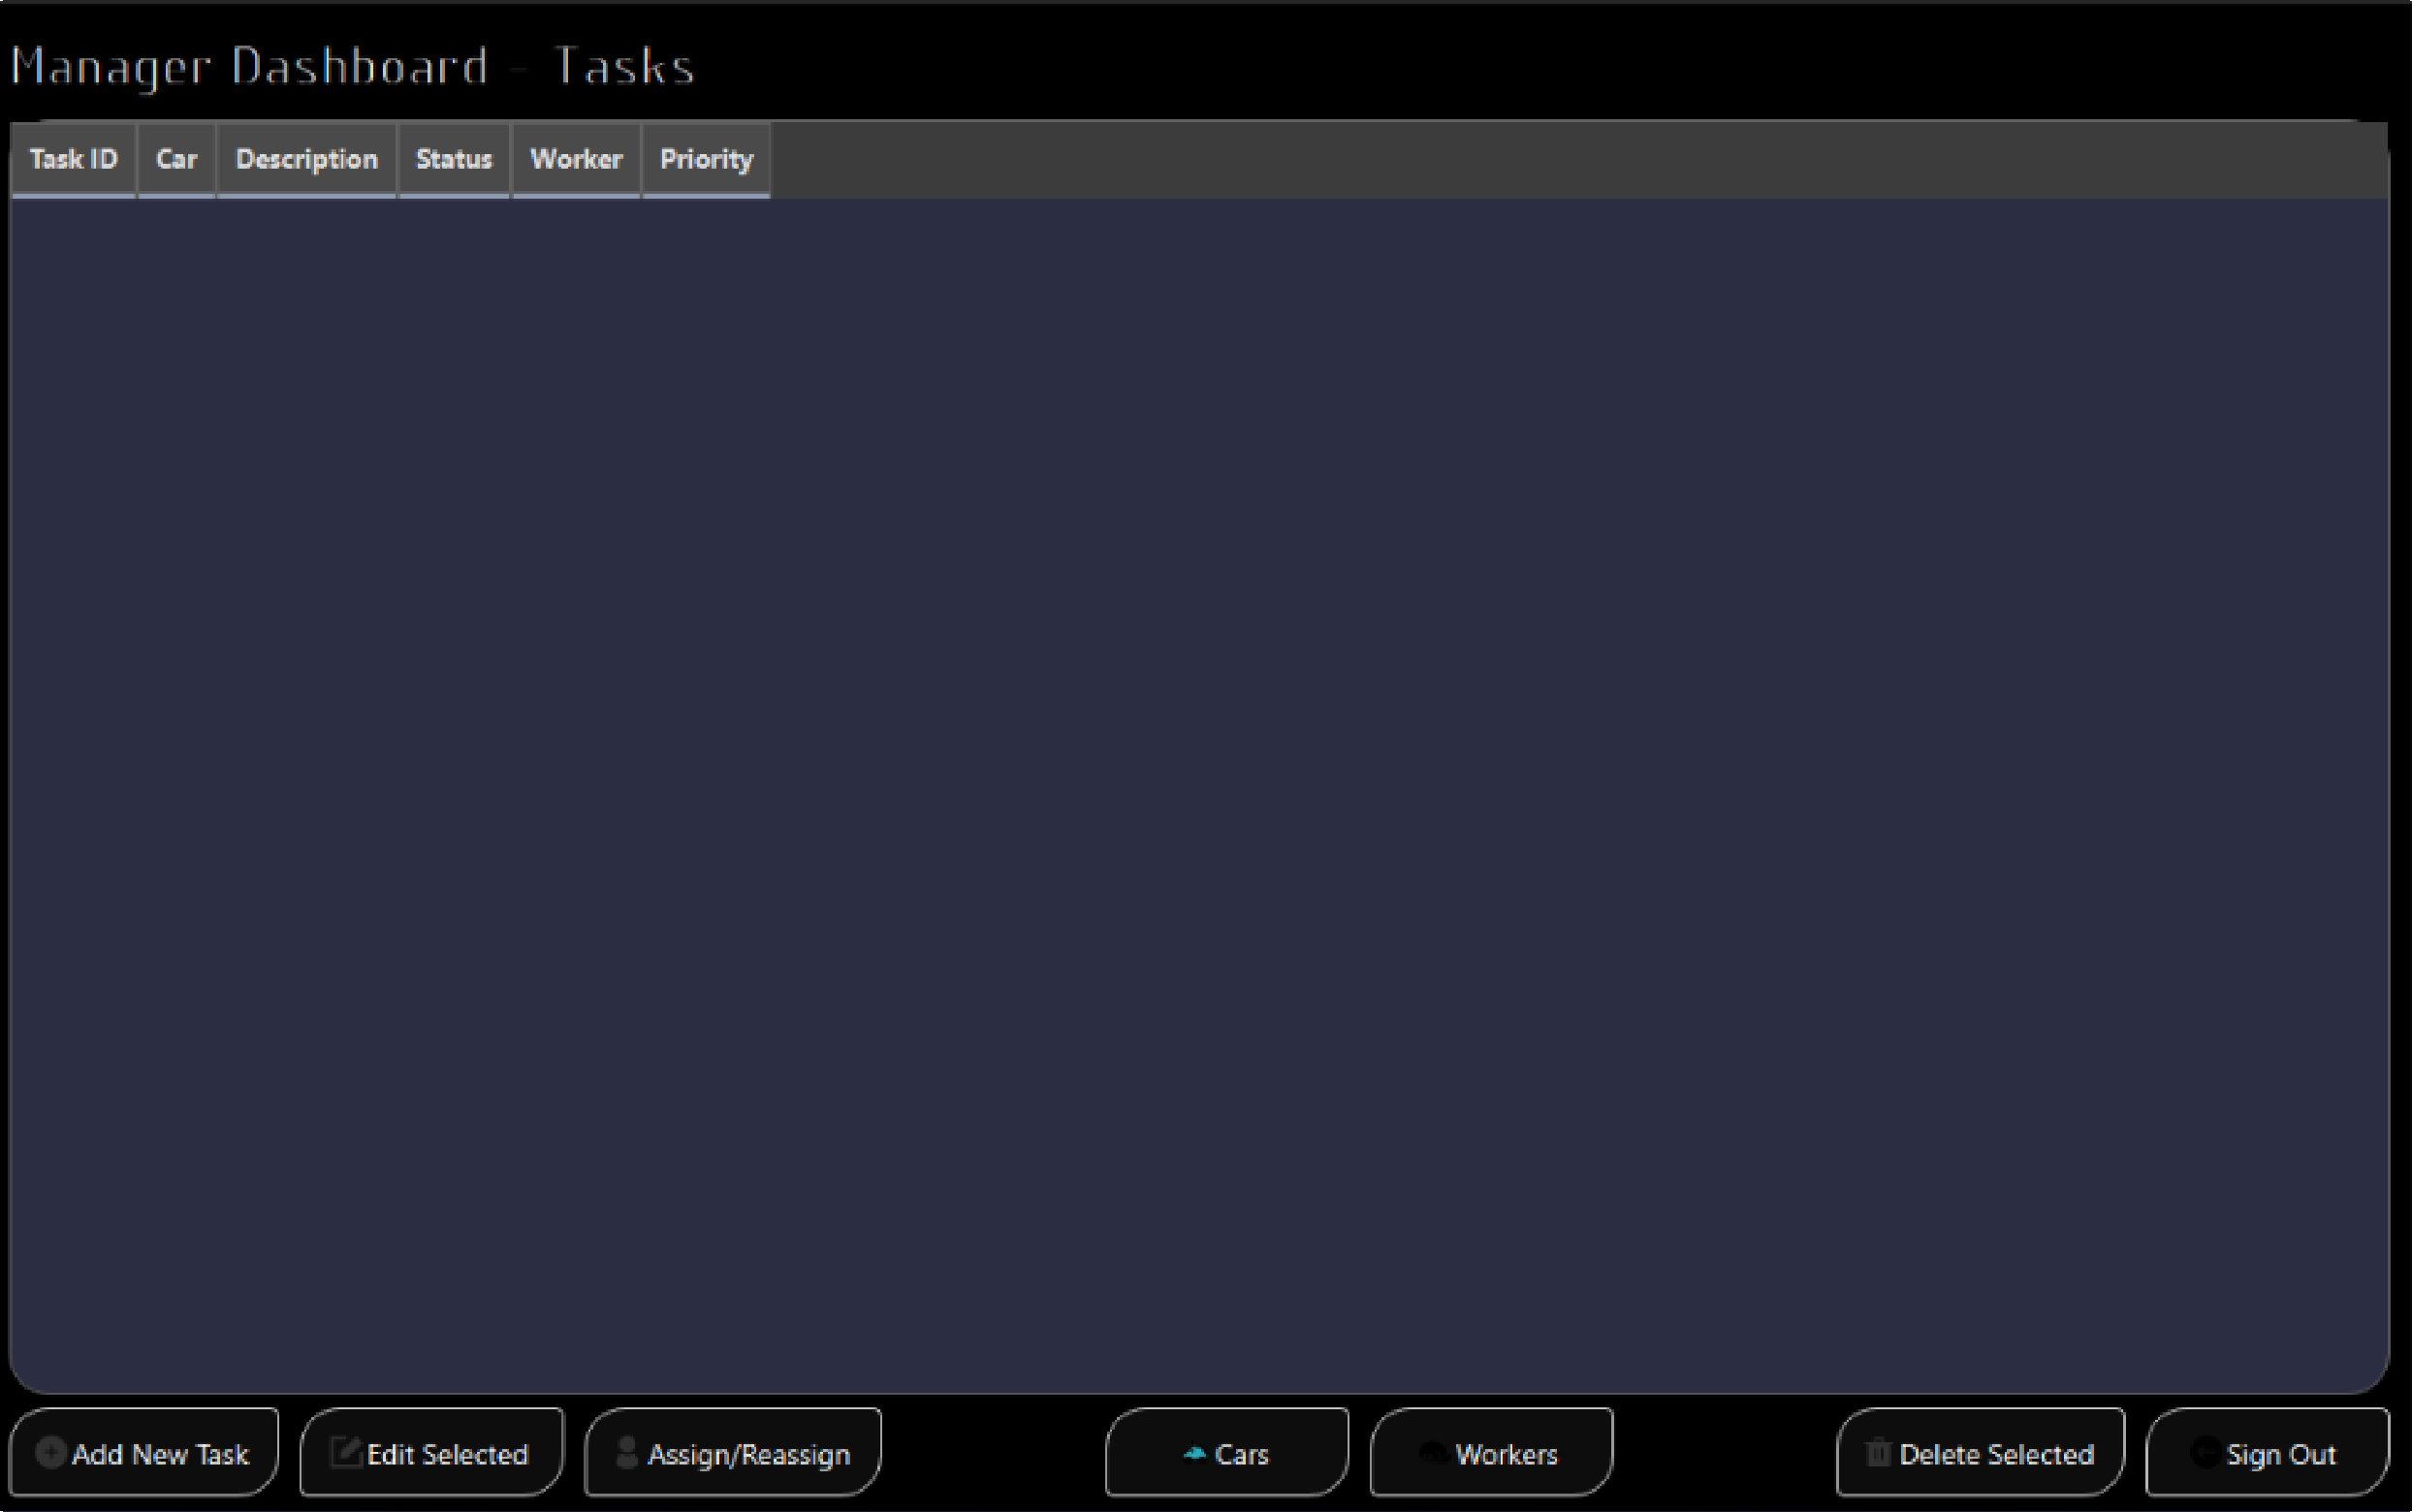 Manager Dashboard - Tasks
Task ID Car Description Status Worker Priority
Add New Task Edit Selected Assign/Reassign Cars Workers Delete Selected Sign Out